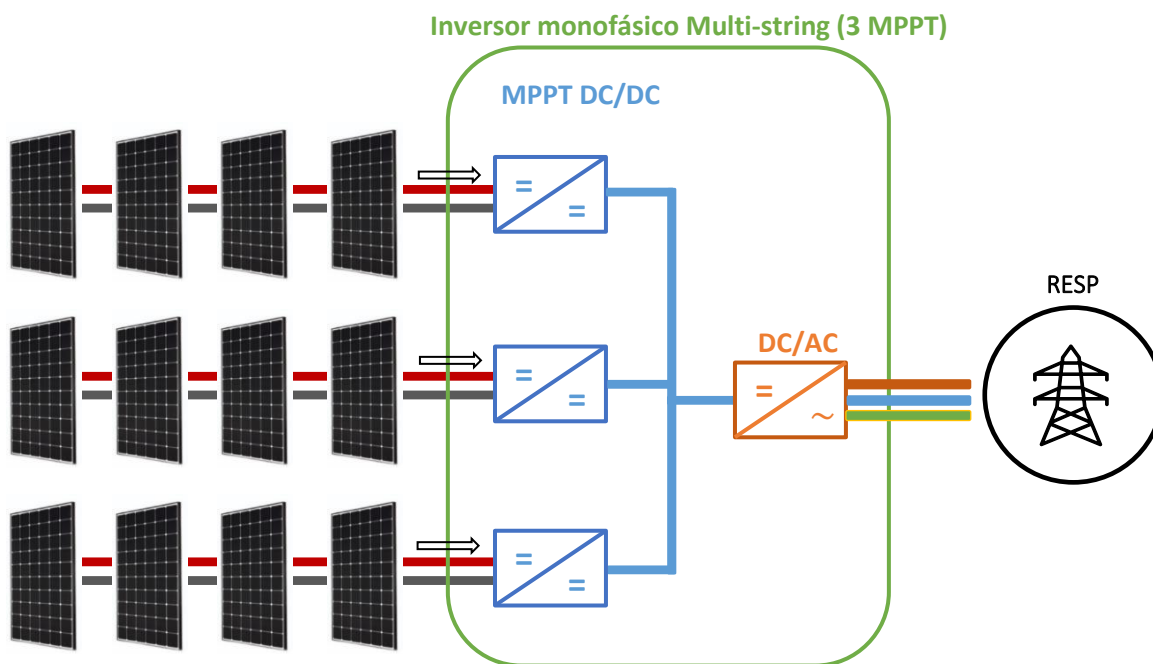 Inversor monofásico Multi-string (3 MPPT)
MPPT DC/DC
RESP
DC/AC